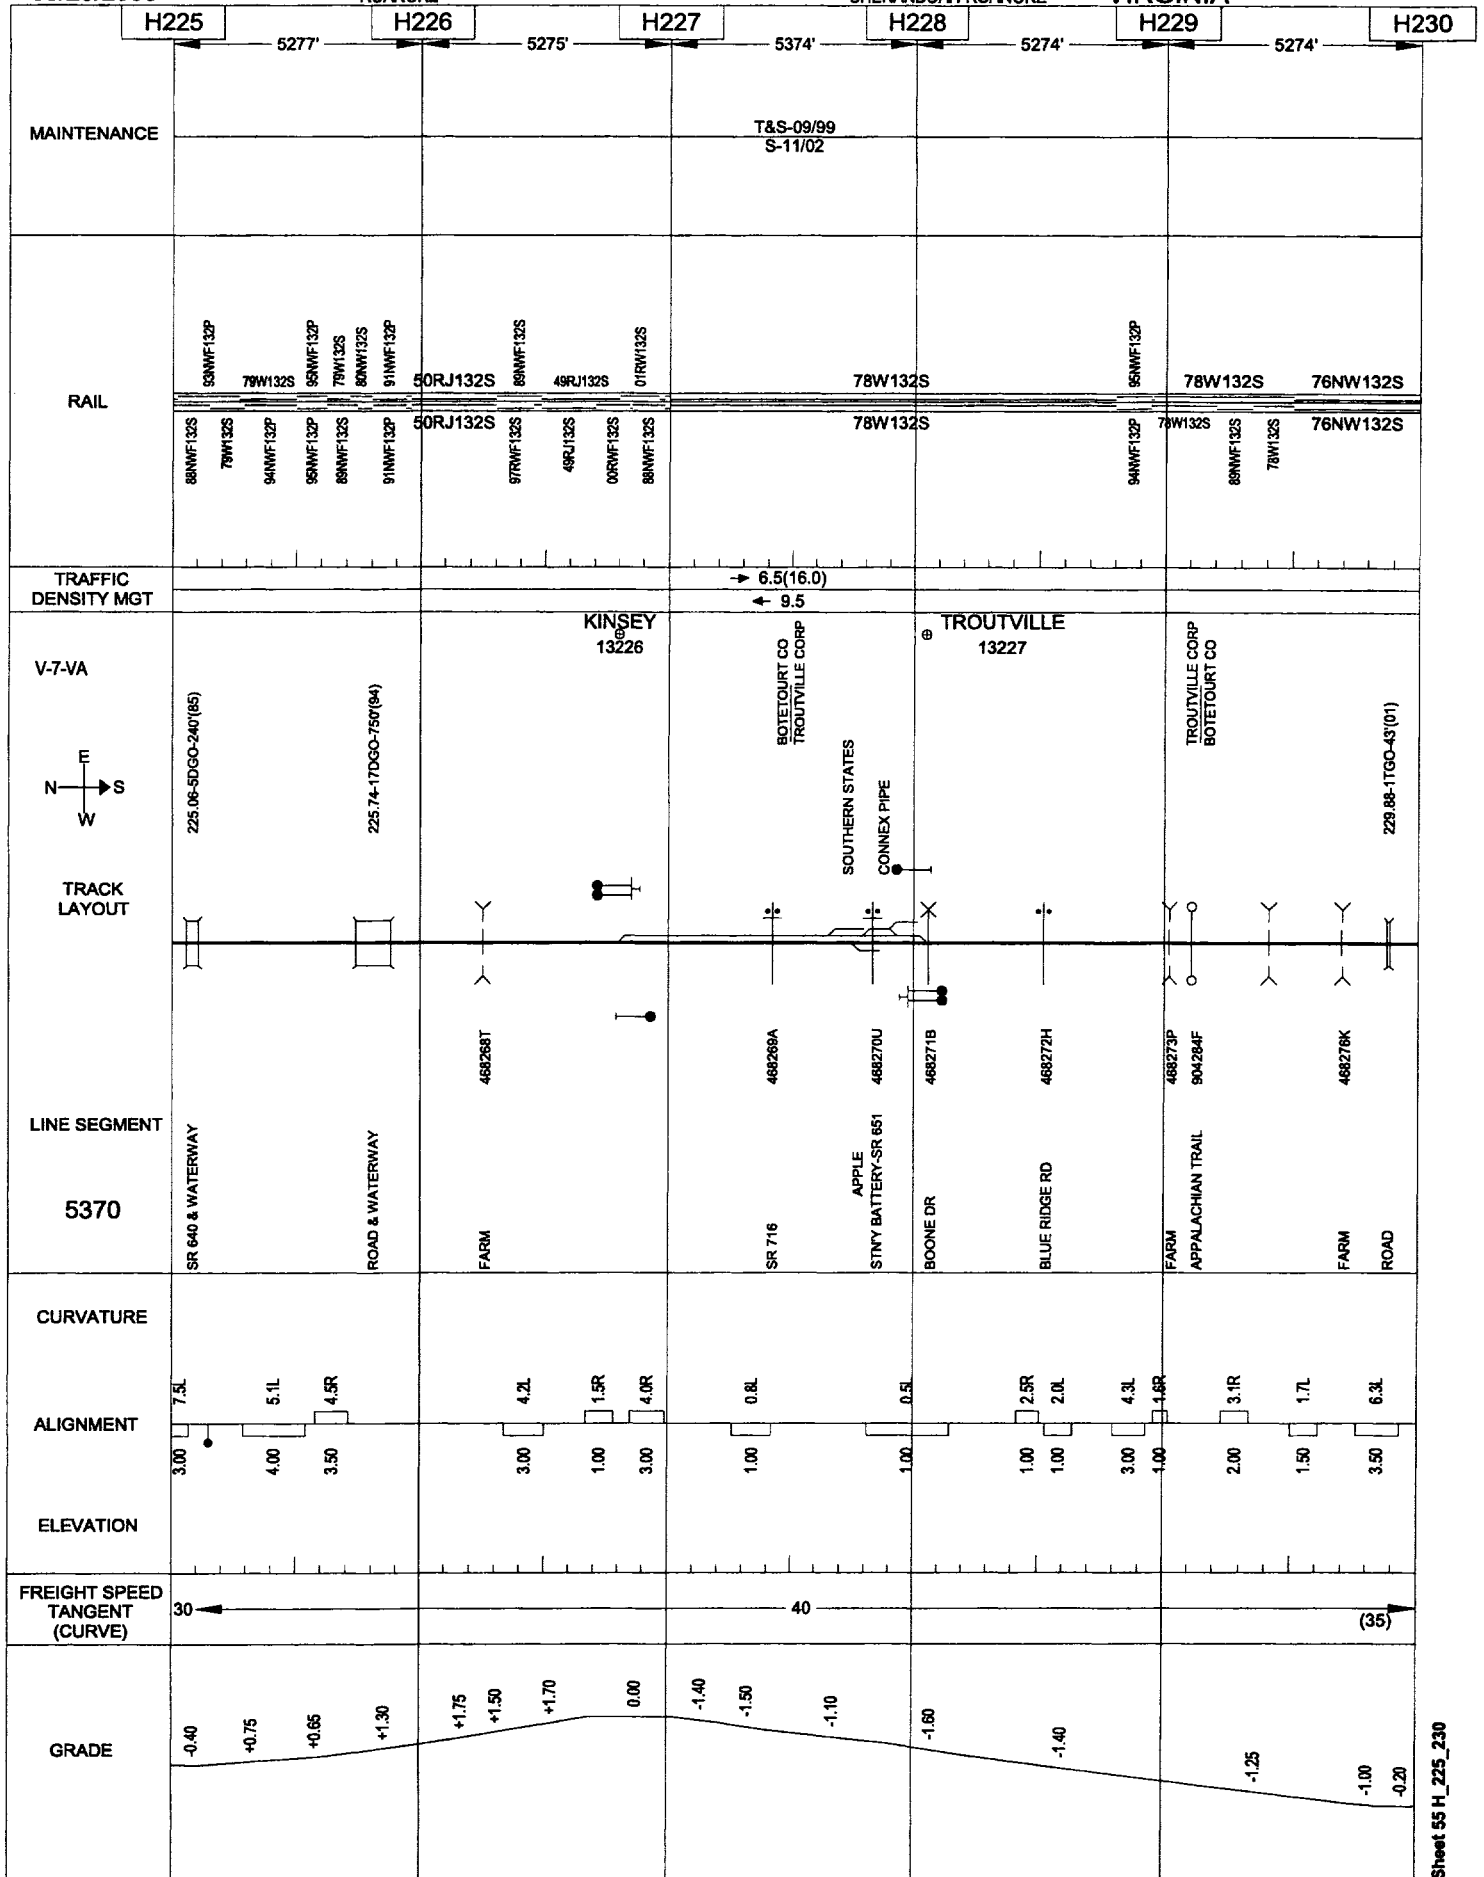 VIRGINIA
H225
H226
H227
H228
H229
H230
5277'
5275'
5374'
5274'
5274'
MAINTENANCE
T&S-09/99
S-11/02
RAIL
93NWF132P
79W132S
95NWF132P
79W132S
80NW132S
91NWF132P
50RJ132S
89NWF132S
49RJ132S
01RW132S
78W132S
95NWF132P
78W132S
76NW132S
88NWF132S
79W132S
94NWF132P
95NWF132P
89NWF132S
91NWF132P
50RJ132S
97RWF132S
49RJ132S
00RWF132S
88NWF132S
78W132S
94NWF132P
78W132S
89NWF132S
78W132S
76NW132S
TRAFFIC
DENSITY MGT
6.5(16.0)
9.5
V-7-VA
KINSEY
13226
TROUTVILLE
13227
225.06-5DGO-240'(85)
225.74-17DGO-750'(94)
BOTETOURT CO
TROUTVILLE CORP
SOUTHERN STATES
CONNEX PIPE
TROUTVILLE CORP
BOTETOURT CO
229.88-1TGO-43'(01)
E
N
S
W
TRACK
LAYOUT
468268T
468269A
468270U
468271B
468272H
468273P
904284F
468276K
LINE SEGMENT
5370
SR 640 & WATERWAY
ROAD & WATERWAY
FARM
SR 716
APPLE
STN'Y BATTERY-SR 651
BOONE DR
BLUE RIDGE RD
FARM
APPALACHIAN TRAIL
FARM
ROAD
CURVATURE
7.5L
5.1L
4.5R
4.2L
1.5R
4.0R
0.8L
0.5L
2.5R
2.0L
4.3L
1.6R
3.1R
1.7L
6.3L
ALIGNMENT
3.00
4.00
3.50
3.00
1.00
3.00
1.00
1.00
1.00
1.00
3.00
1.00
2.00
1.50
3.50
ELEVATION
FREIGHT SPEED
TANGENT
(CURVE)
30
40
(35)
GRADE
-0.40
+0.75
+0.65
+1.30
+1.75
+1.50
+1.70
0.00
-1.40
-1.50
-1.10
-1.60
-1.40
-1.25
-1.00
-0.20
Sheet 55 H_225_230